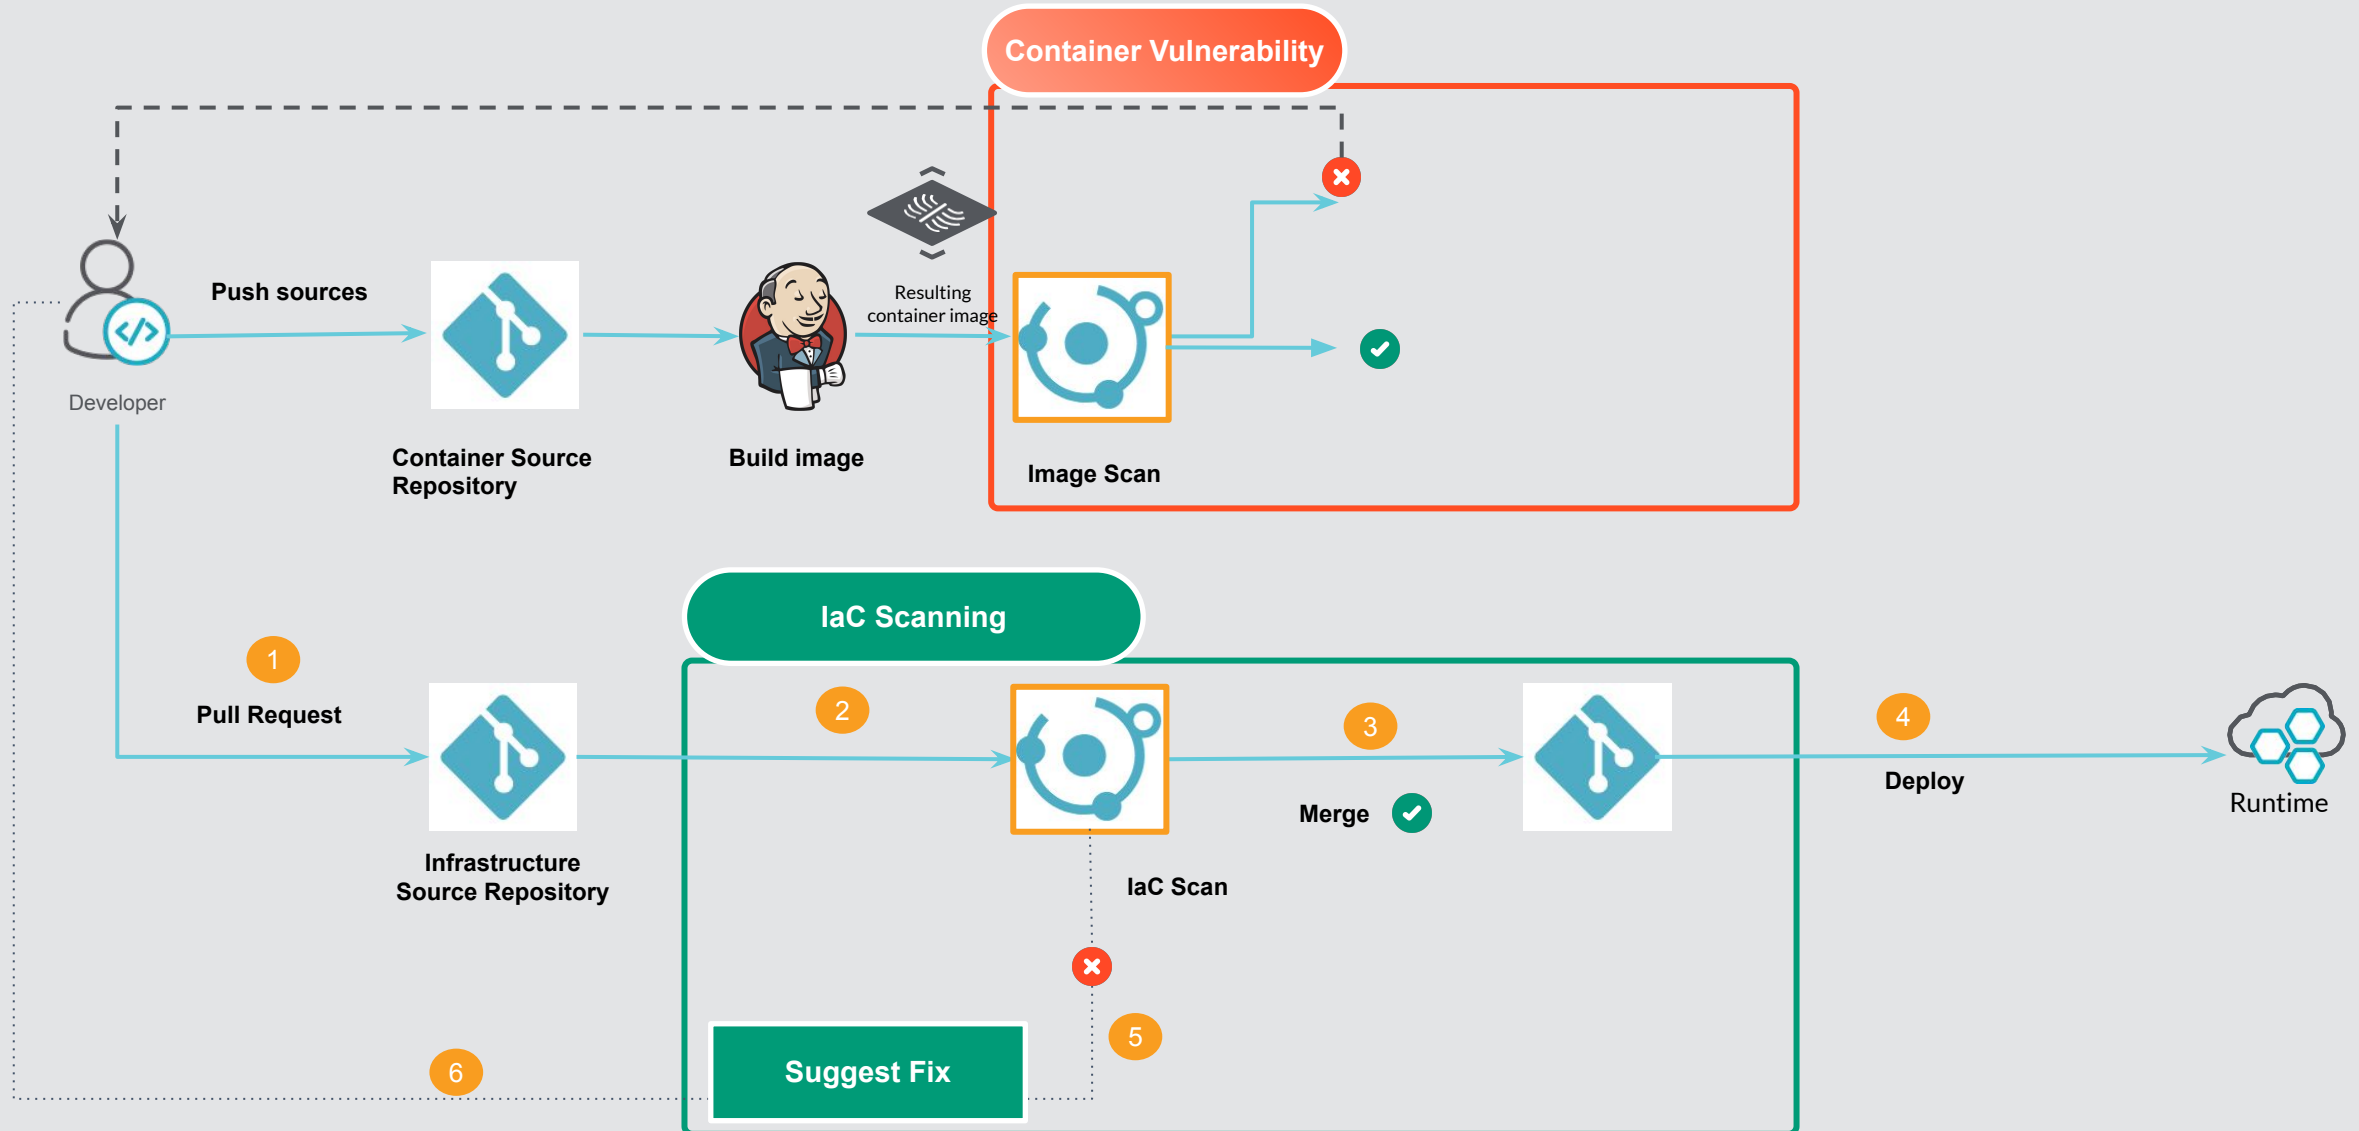 Container Vulnerability
Push sources
Resulting
container image
Developer
Container Source
Repository
Build image
Image Scan
IaC Scanning
1
Pull Request
2
3
4
Merge
Deploy
Runtime
Infrastructure
Source Repository
IaC Scan
5
Suggest Fix
6